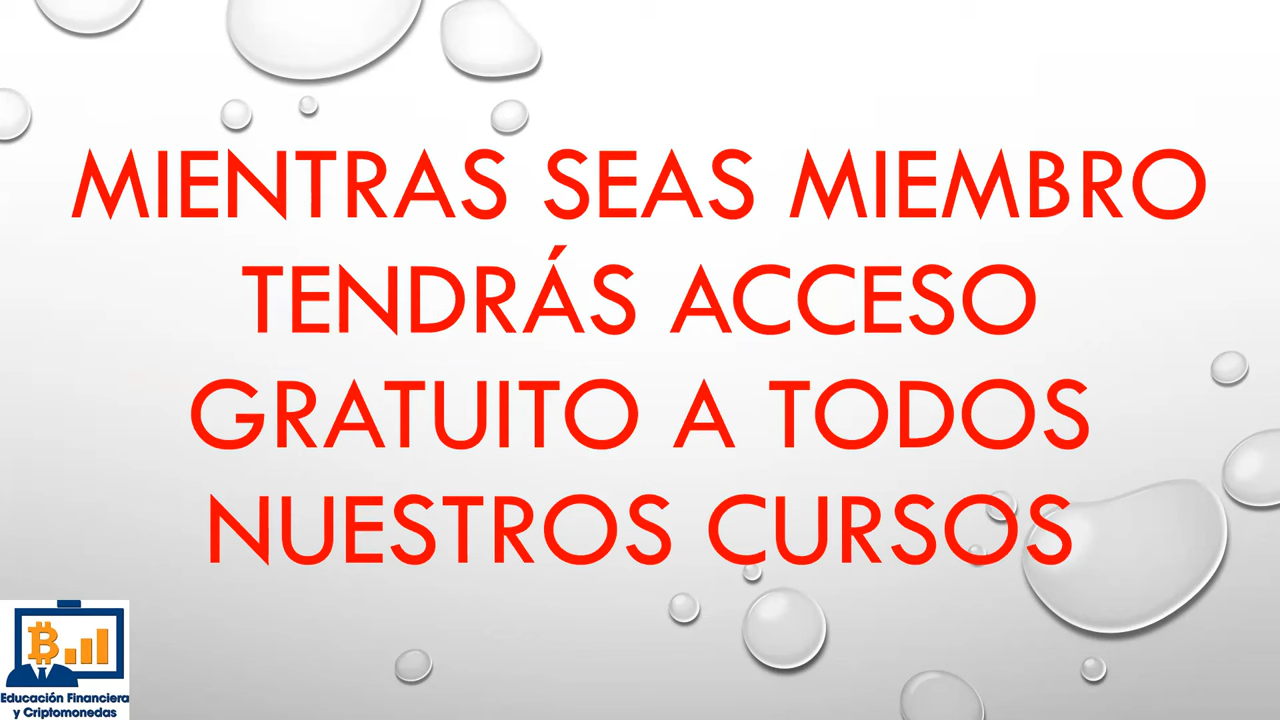 MIENTRAS SEAS MIEMBRO
TENDRÁS ACCESO
GRATUITO A TODOS
NUESTROS CURSOS
Educación Financiera
y Criptomonedas